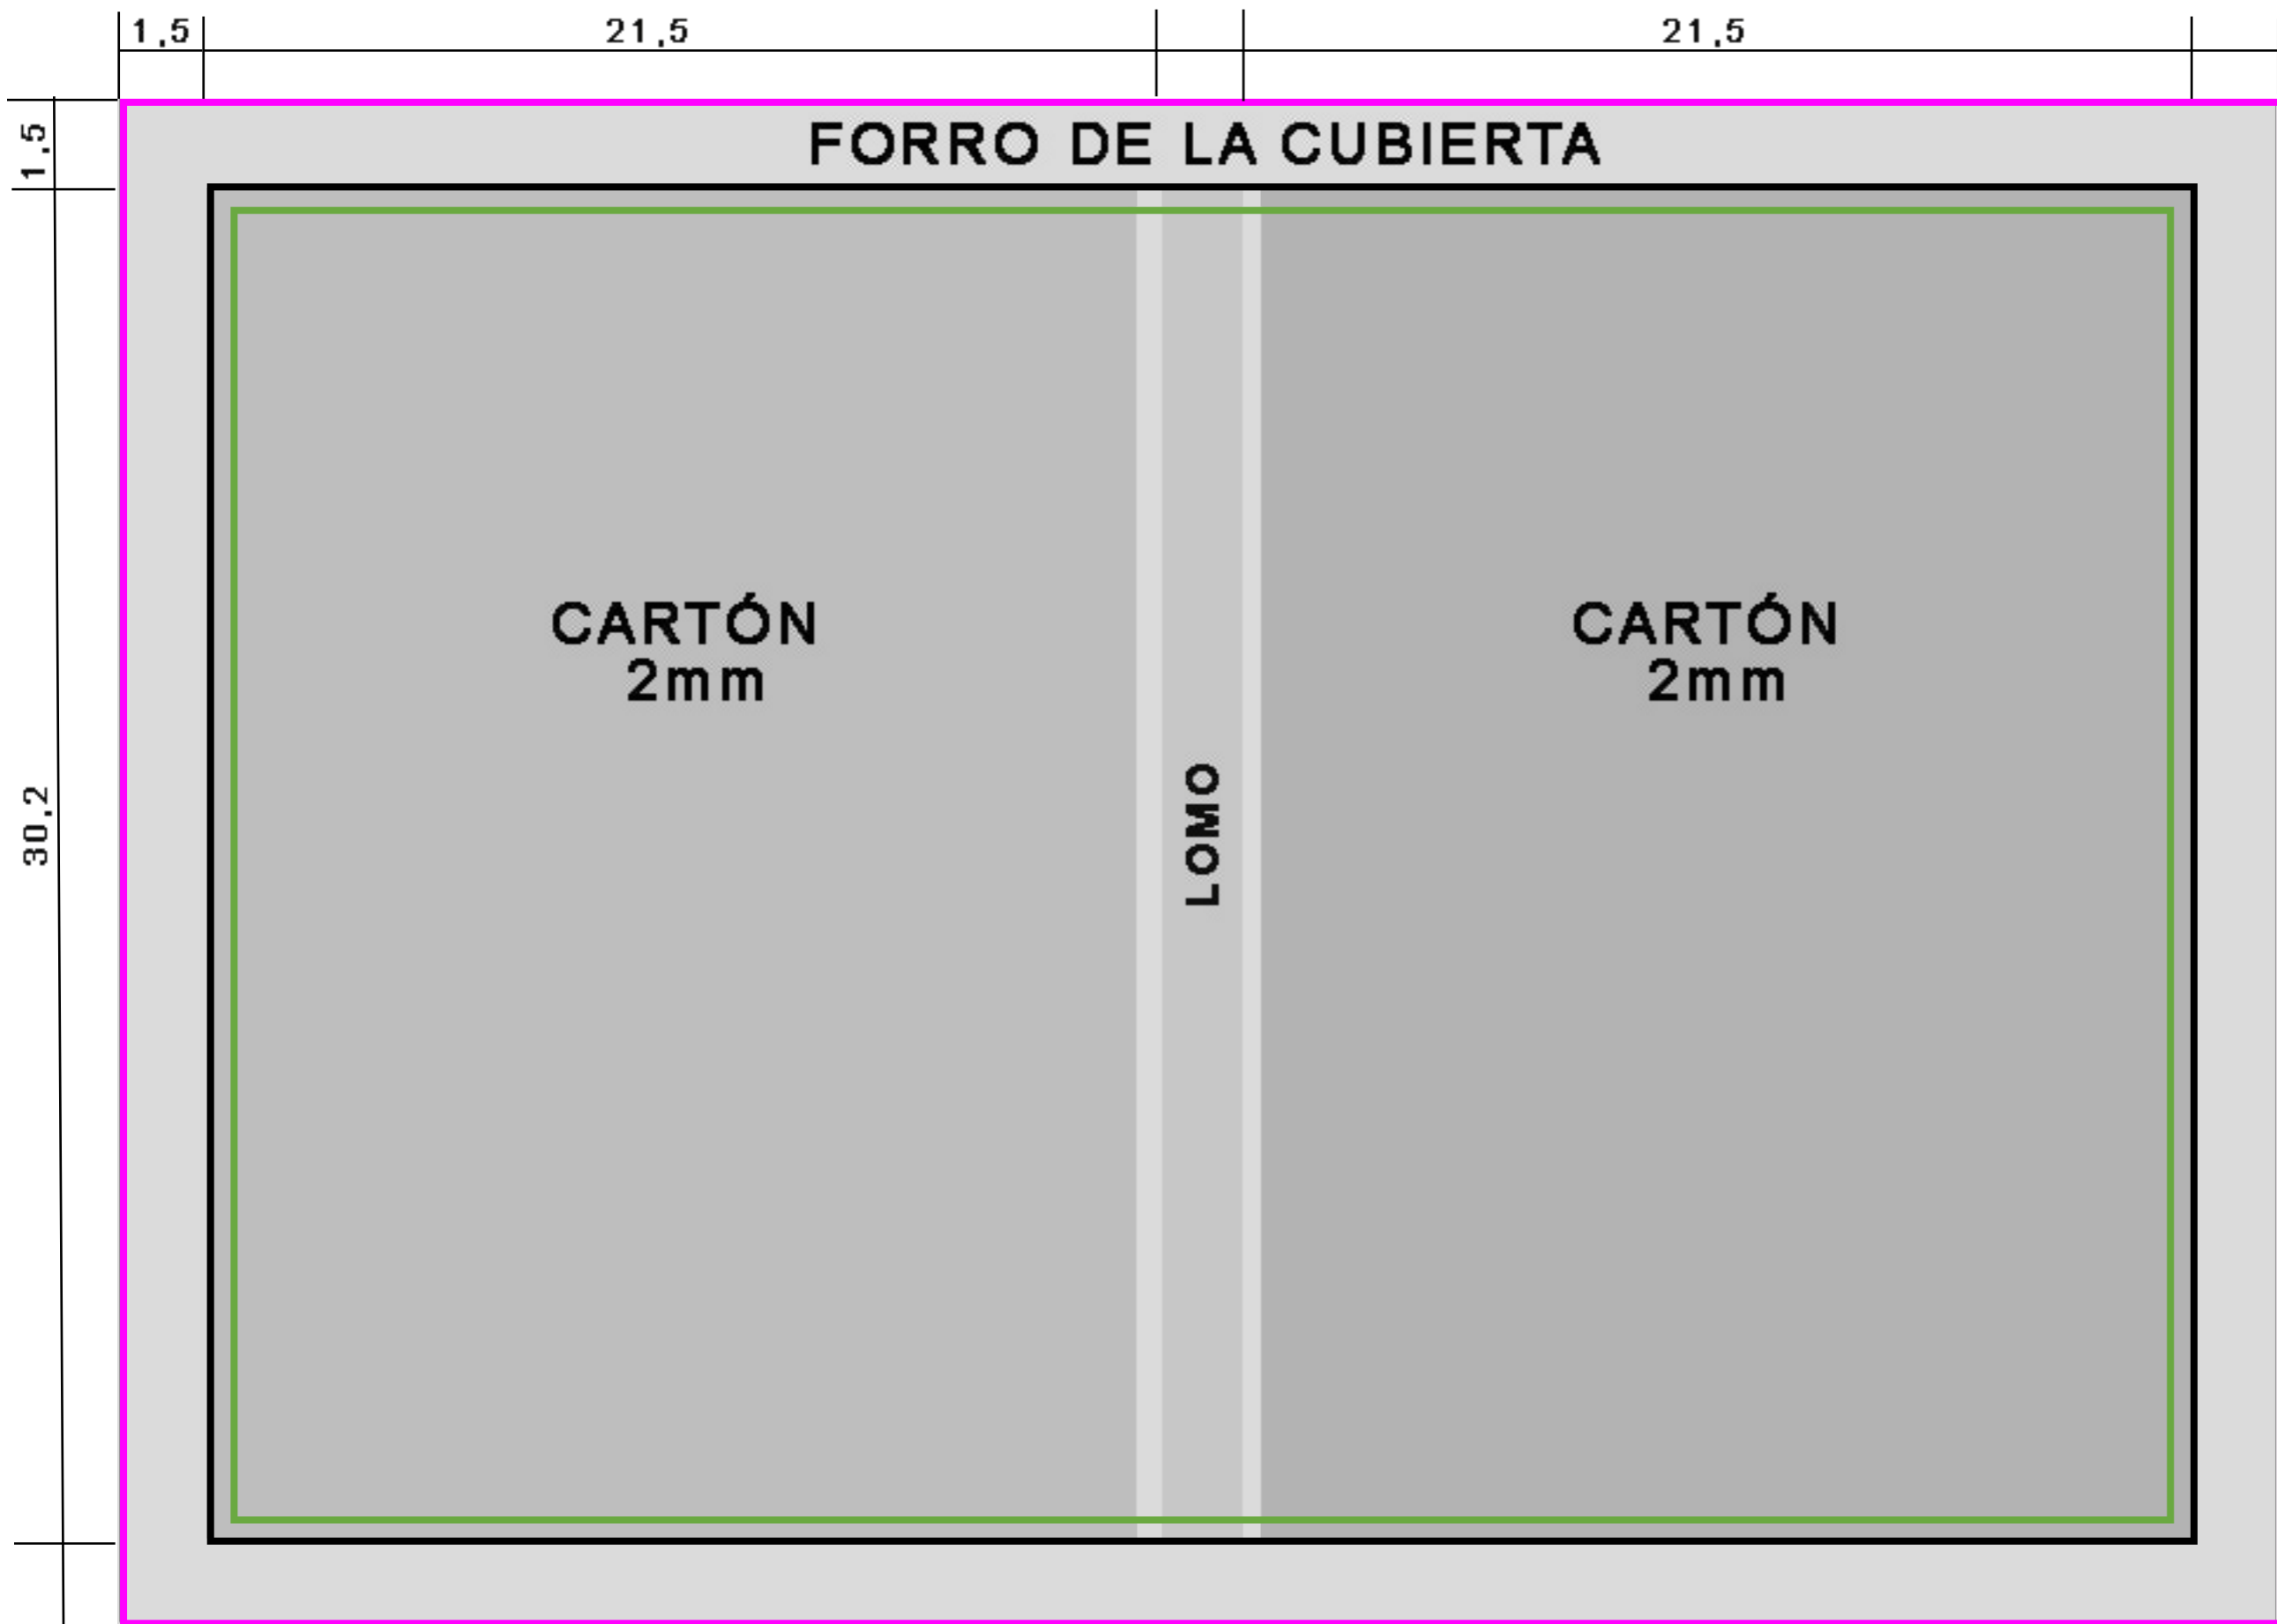 1,5
21,5
21,5
1,5
FORRO DE LA CUBIERTA
CARTÓN
2mm
CARTÓN
2mm
LOMO
30,2